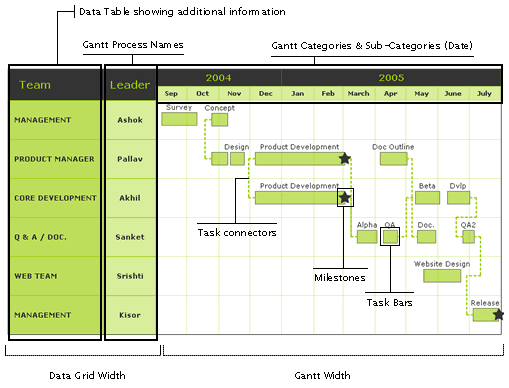 Data Table showing additional information
Gantt Process Names
Gantt Categories & Sub-Categories (Date)
Team Leader 2004 2005
Sep Oct Nov Dec Jan Feb March Apr May June July
Survey Concept
MANAGEMENT Ashok
Design Product Development Doc Outline
PRODUCT MANAGER Pallav
Product Development Beta Dvlp
CORE DEVELOPMENT Akhil
Alpha QA Doc. QA2
Q & A / DOC. Sanket
Task connectors
Website Design
WEB TEAM Srishti
Milestones
Task Bars
Release
MANAGEMENT Kisor
Data Grid Width
Gantt Width